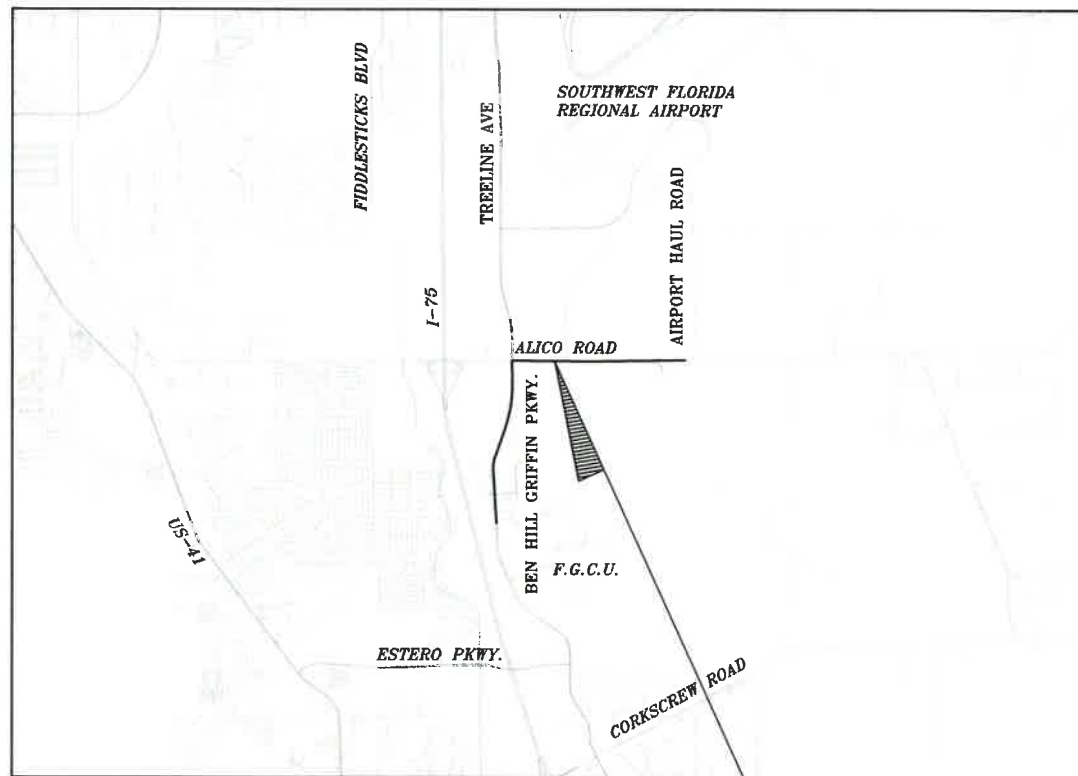 FIDDLESTICKS BLVD
TREELINE AVE
SOUTHWEST FLORIDA
REGIONAL AIRPORT
AIRPORT HAUL ROAD
I-75
ALICO ROAD
BEN HILL GRIFFIN PKWY.
US-41
F.G.C.U.
ESTERO PKWY.
CORKSCREW ROAD